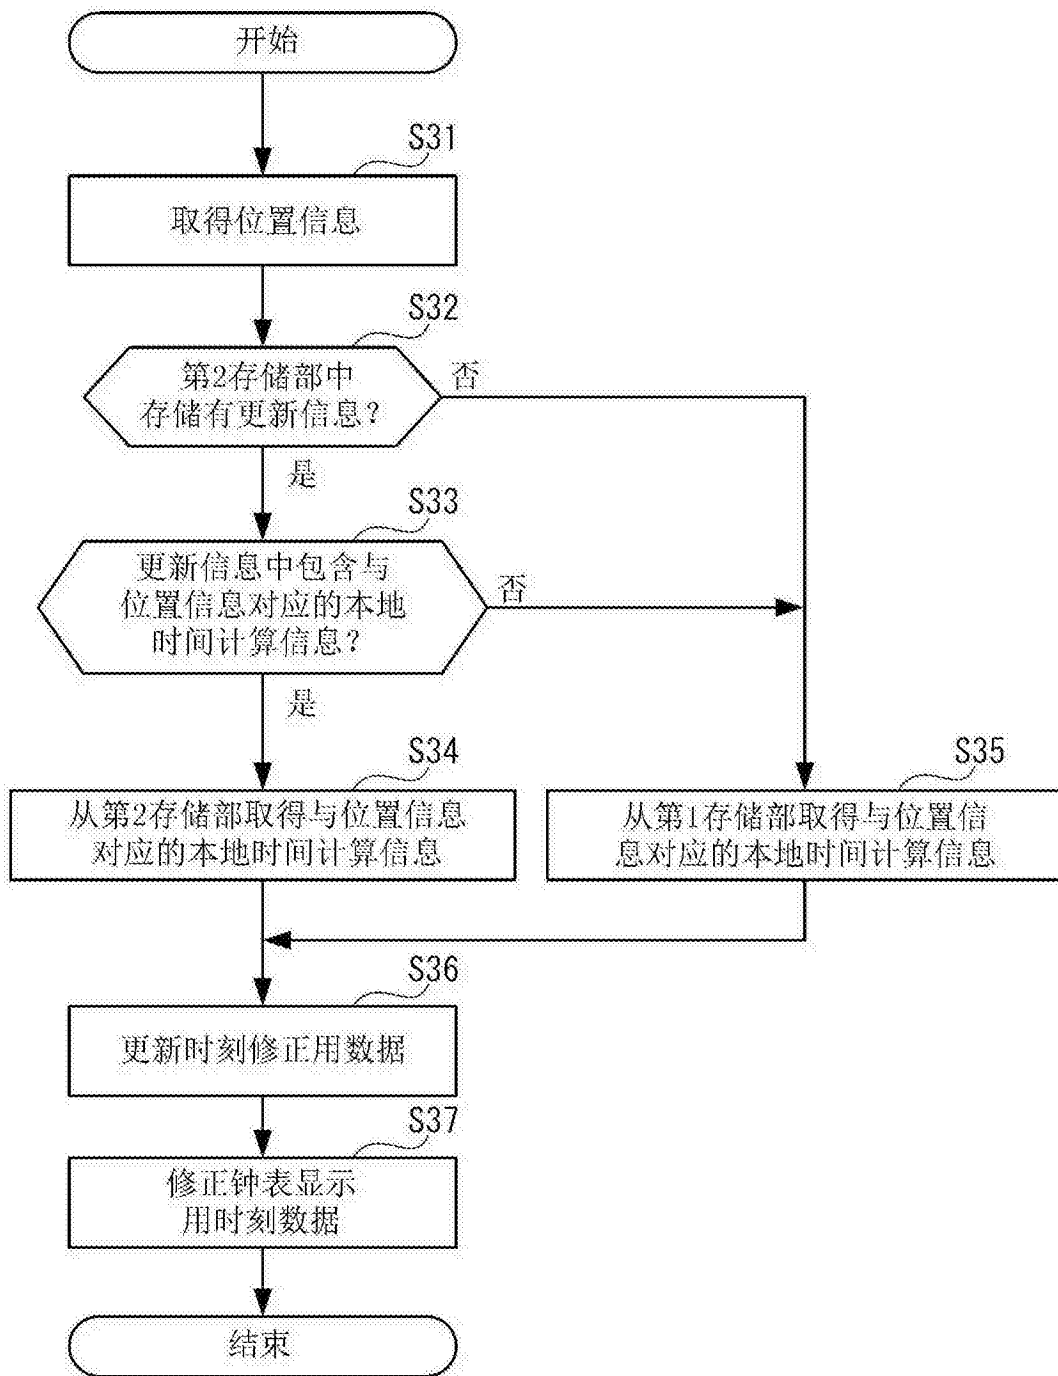 开始
S31
取得位置信息
S32
第2存储部中
存储有更新信息?
否
是
S33
更新信息中包含与
位置信息对应的本地
时间计算信息?
否
是
S34
从第2存储部取得与位置信息
对应的本地时间计算信息
S35
从第1存储部取得与位置信
息对应的本地时间计算信息
S36
更新时刻修正用数据
S37
修正钟表显示
用时刻数据
结束